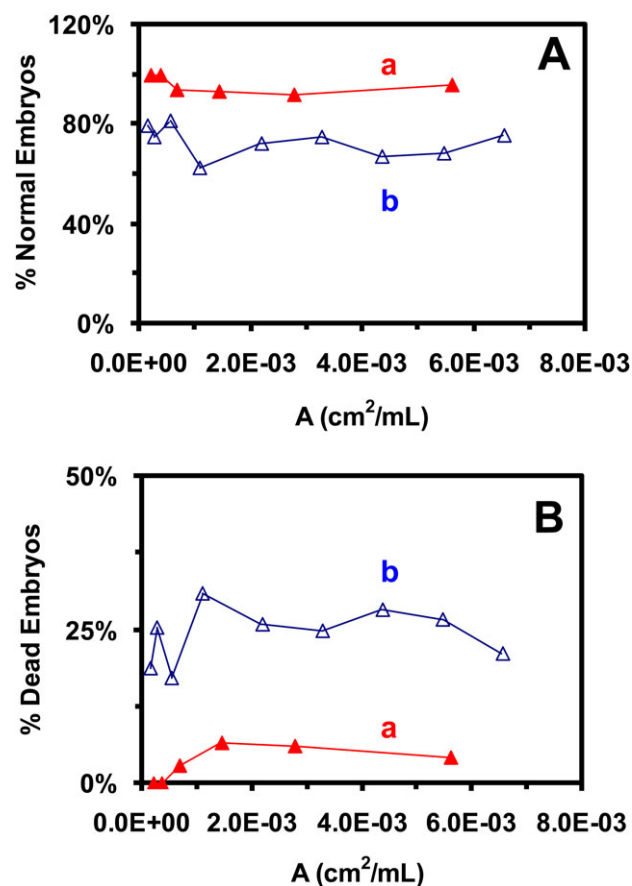 120%
A
a
80%
b
40%
0%
0.0E+00 2.0E-03 4.0E-03 6.0E-03 8.0E-03
% Normal Embryos
A (cm²/mL)
50%
B
b
25%
a
0%
0.0E+00 2.0E-03 4.0E-03 6.0E-03 8.0E-03
% Dead Embryos
A (cm²/mL)